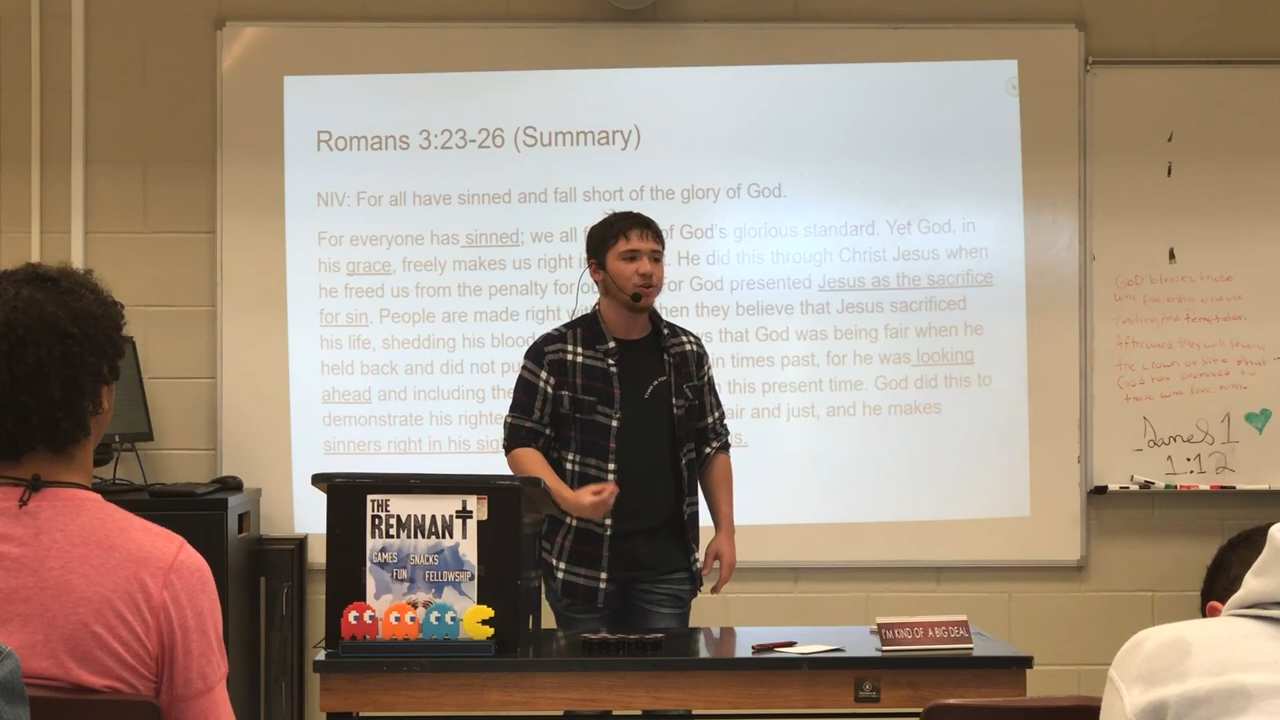 Romans 3:23-26 (Summary)
NIV: For all have sinned and fall short of the glory of God.
For everyone has sinned; we all of God's glorious standard. Yet God, in
his grace, freely makes us right He did this through Christ Jesus when
he freed us from the penalty for For God presented Jesus as the sacrifice
for sin. People are made right when they believe that Jesus sacrificed
his life, shedding his blood that God was being fair when he
held back and did not in times past, for he was looking
ahead and including this present time. God did this to
demonstrate his and just, and he makes
sinners right in his
THE
REMNANT
GAMES SNACKS
FUN FELLOWSHIP
I'M KIND OF A BIG DEAL
God blesses those
who patiently endure
testing and temptation
Afterward they will receive
the crown of life that
God has promised to
those who love him.
James 1
1:12